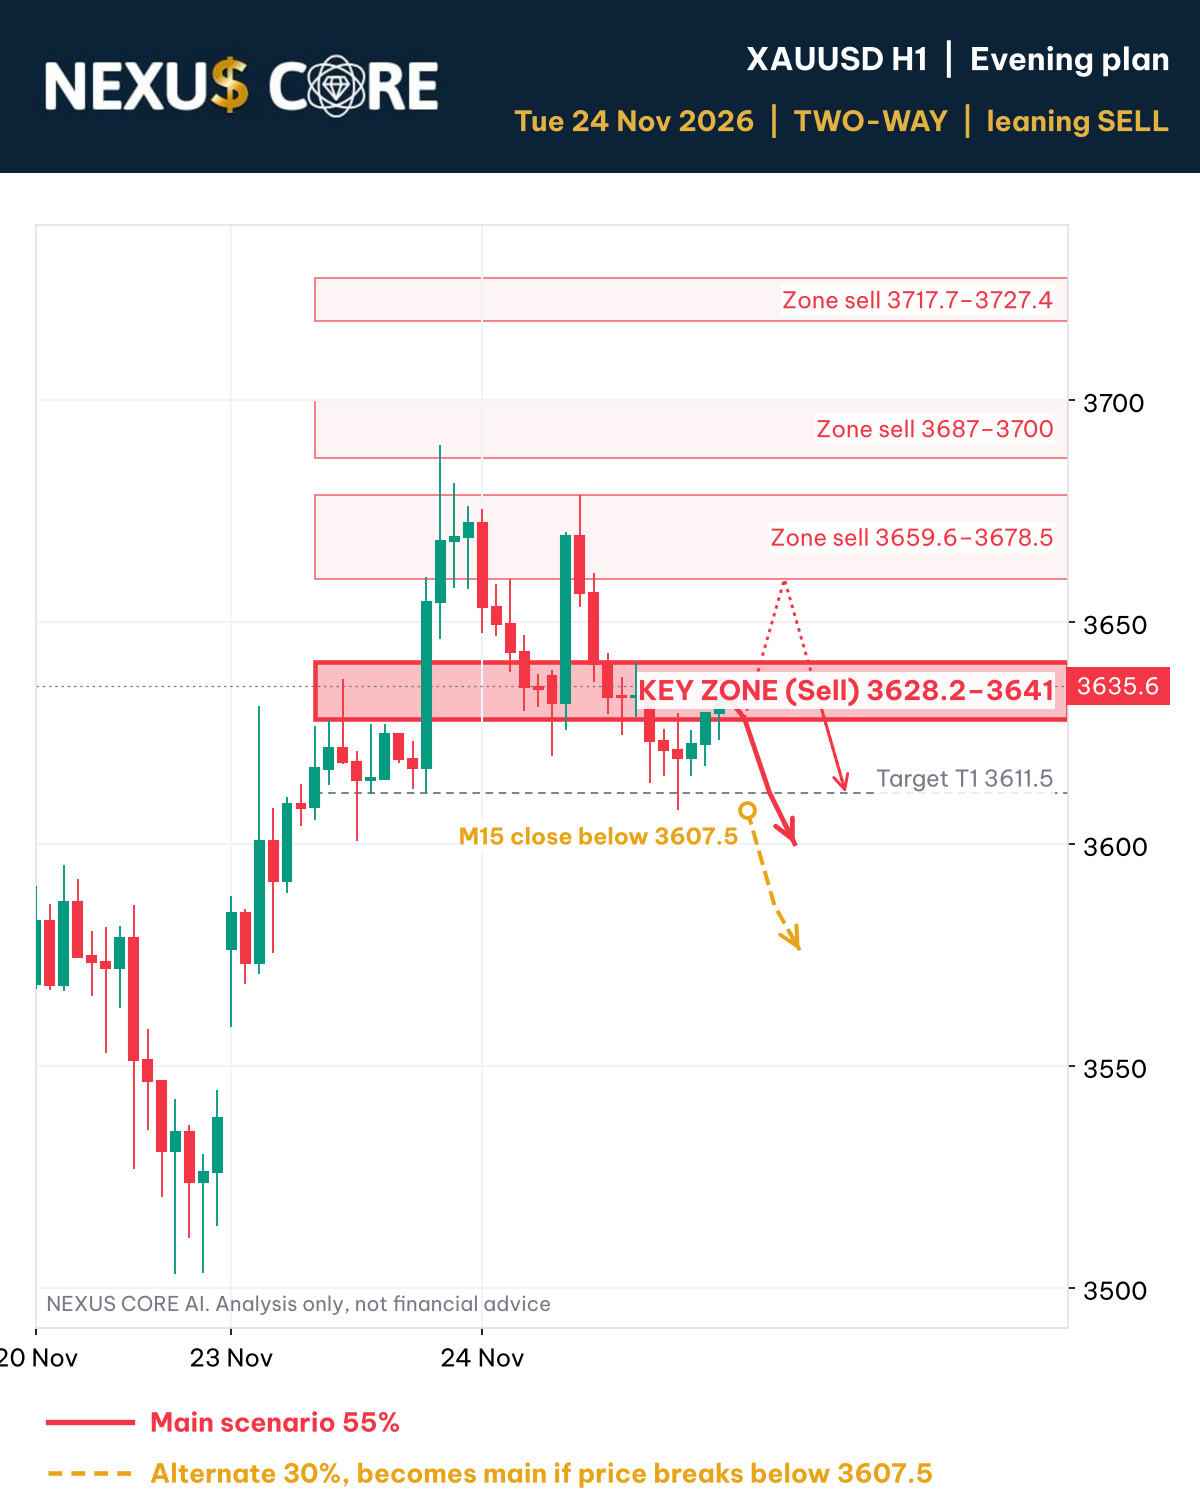 NEXU$ CORE
XAUUSD H1 | Evening plan
Tue 24 Nov 2026 | TWO-WAY | leaning SELL
Zone sell 3717.7–3727.4
3700
Zone sell 3687–3700
Zone sell 3659.6–3678.5
3650
KEY ZONE (Sell) 3628.2–3641
3635.6
Target T1 3611.5
M15 close below 3607.5
3600
3550
3500
NEXUS CORE AI. Analysis only, not financial advice
20 Nov
23 Nov
24 Nov
Main scenario 55%
Alternate 30%, becomes main if price breaks below 3607.5